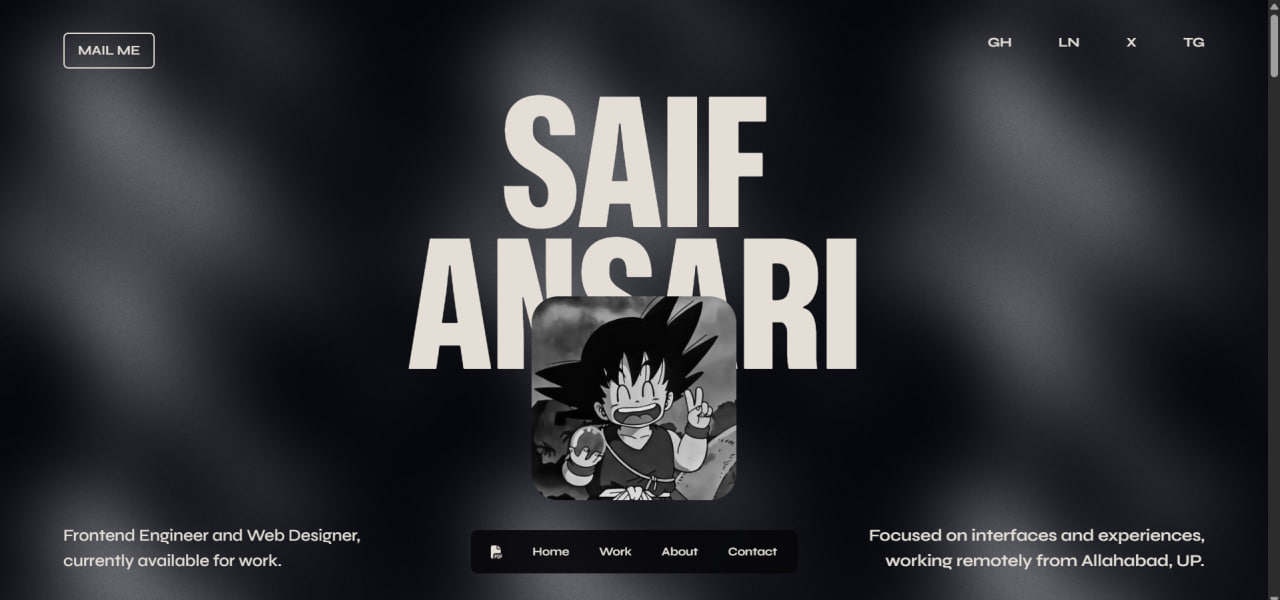 MAIL ME
GH LN X TG
SAIF
ANSARI
Frontend Engineer and Web Designer,
currently available for work.
PDF Home Work About Contact
Focused on interfaces and experiences,
working remotely from Allahabad, UP.